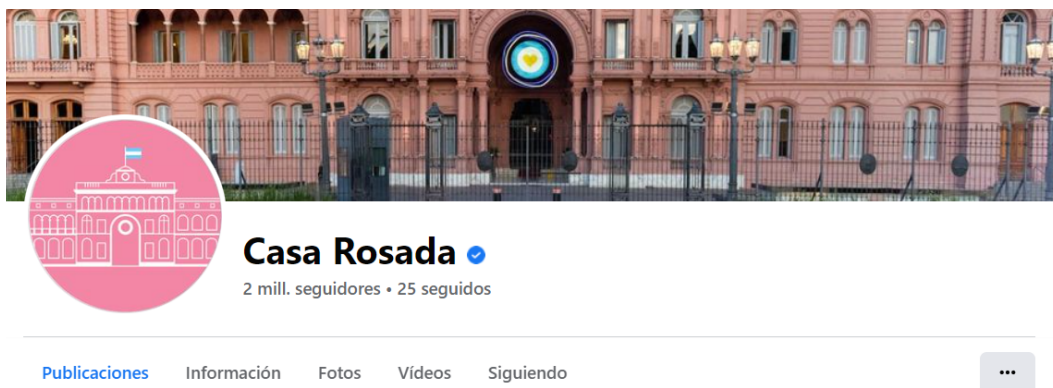 Casa Rosada
2 mill. seguidores • 25 seguidos
Publicaciones Información Fotos Vídeos Siguiendo